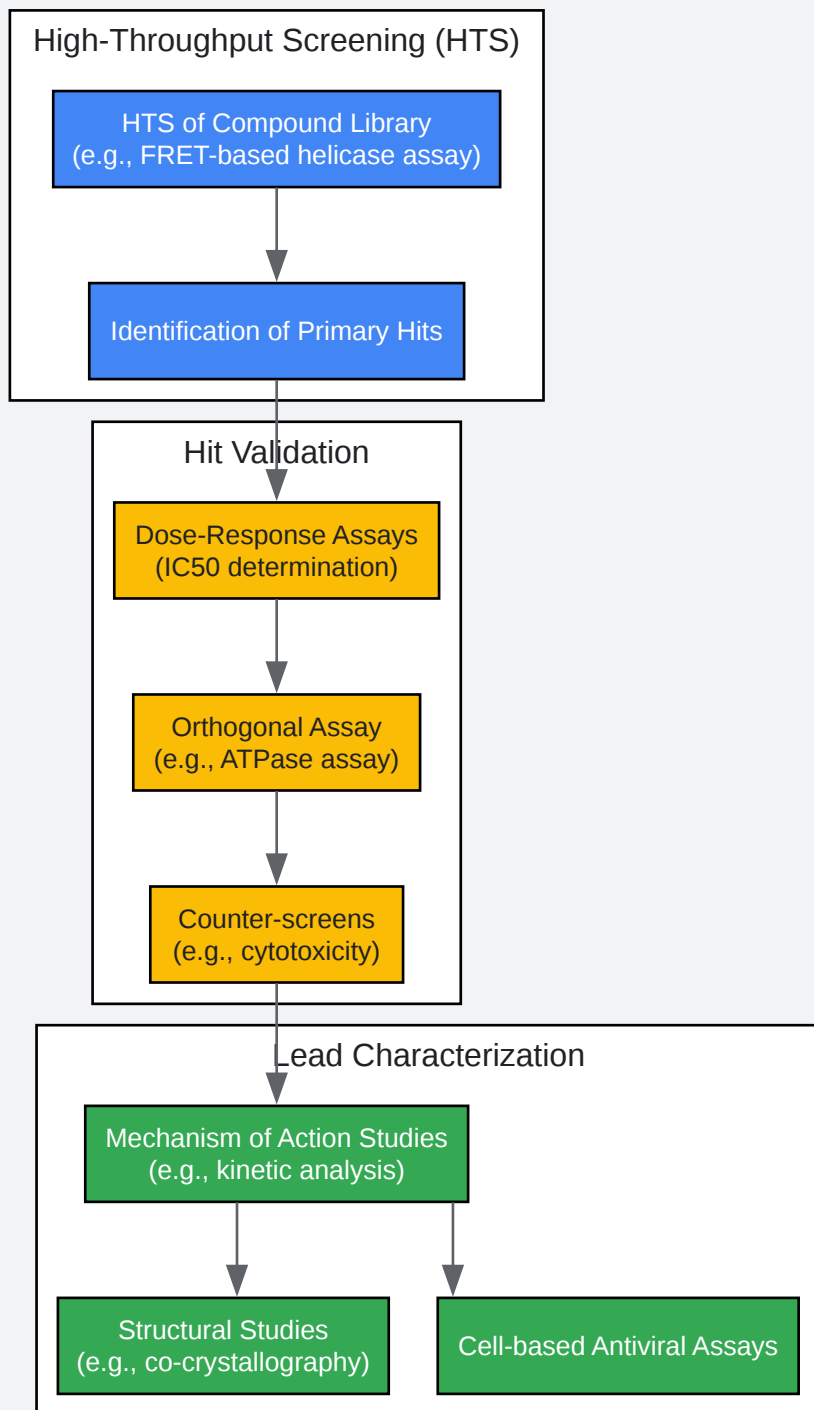 High-Throughput Screening (HTS)
HTS of Compound Library
(e.g., FRET-based helicase assay)
Identification of Primary Hits
Hit Validation
Dose-Response Assays
(IC50 determination)
Orthogonal Assay
(e.g., ATPase assay)
Counter-screens
(e.g., cytotoxicity)
Lead Characterization
Mechanism of Action Studies
(e.g., kinetic analysis)
Structural Studies
(e.g., co-crystallography)
Cell-based Antiviral Assays